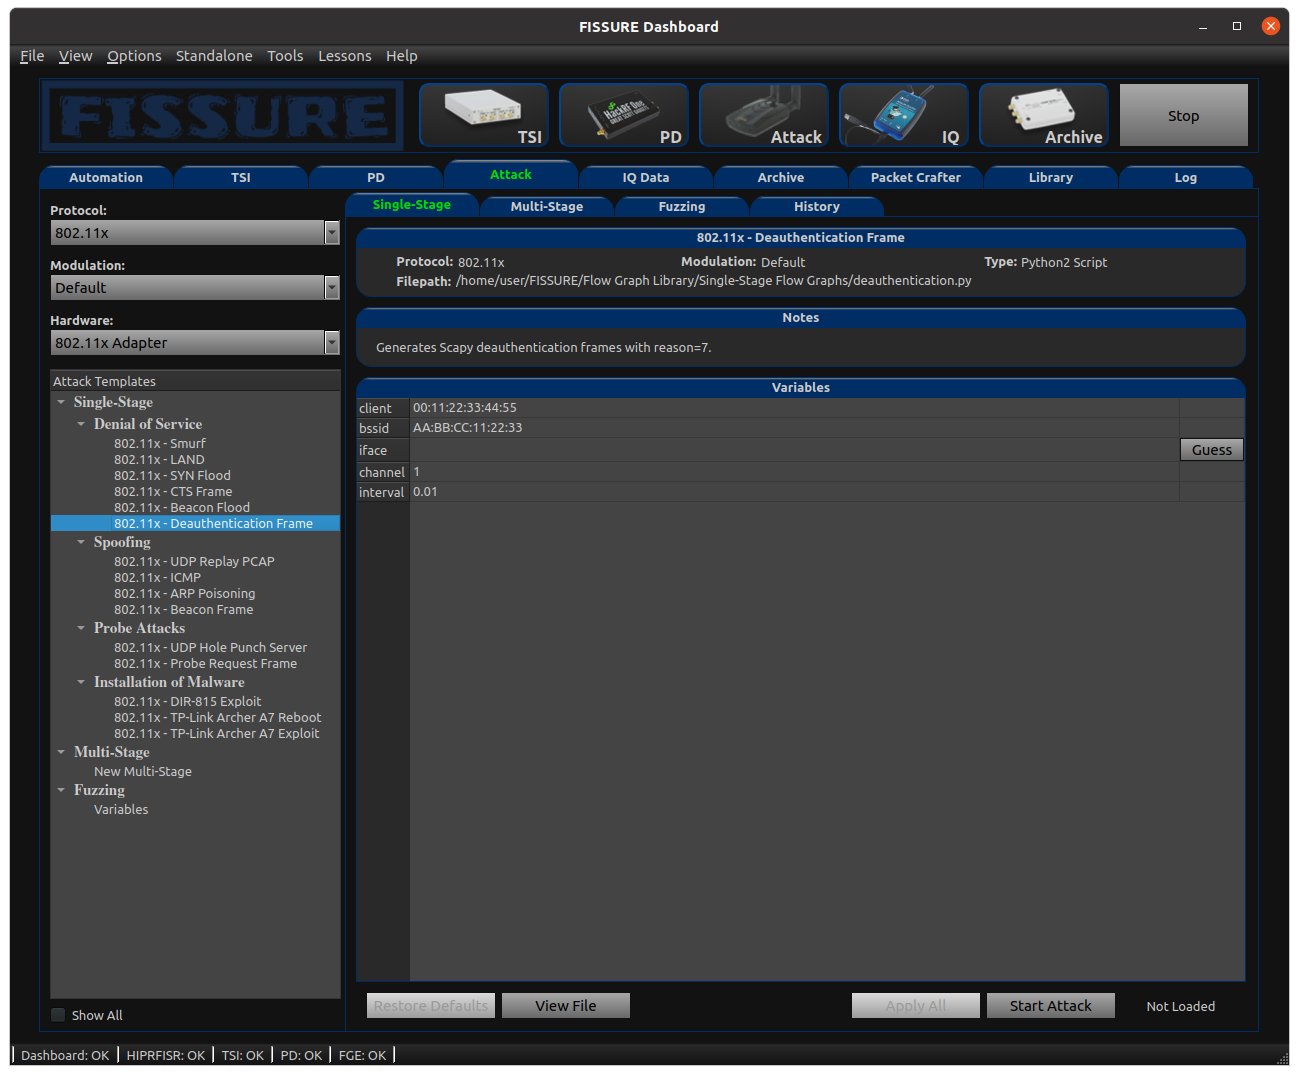 FISSURE Dashboard
File View Options Standalone Tools Lessons Help
FISSURE
TSI
HackRF One
GREAT SCOTT GADGETS
PD
Attack
IQ
Archive
Stop
Automation TSI PD Attack IQ Data Archive Packet Crafter Library Log
Protocol:
802.11x
Modulation:
Default
Hardware:
802.11x Adapter
Attack Templates
Single-Stage
Denial of Service
802.11x - Smurf
802.11x - LAND
802.11x - SYN Flood
802.11x - CTS Frame
802.11x - Beacon Flood
802.11x - Deauthentication Frame
Spoofing
802.11x - UDP Replay PCAP
802.11x - ICMP
802.11x - ARP Poisoning
802.11x - Beacon Frame
Probe Attacks
802.11x - UDP Hole Punch Server
802.11x - Probe Request Frame
Installation of Malware
802.11x - DIR-815 Exploit
802.11x - TP-Link Archer A7 Reboot
802.11x - TP-Link Archer A7 Exploit
Multi-Stage
New Multi-Stage
Fuzzing
Variables
Show All
Single-Stage Multi-Stage Fuzzing History
802.11x - Deauthentication Frame
Protocol: 802.11x Modulation: Default Type: Python2 Script
Filepath: /home/user/FISSURE/Flow Graph Library/Single-Stage Flow Graphs/deauthentication.py
Notes
Generates Scapy deauthentication frames with reason=7.
Variables
client 00:11:22:33:44:55
bssid AA:BB:CC:11:22:33
iface Guess
channel 1
interval 0.01
Restore Defaults View File Apply All Start Attack Not Loaded
Dashboard: OK HIPRFISR: OK TSI: OK PD: OK FGE: OK